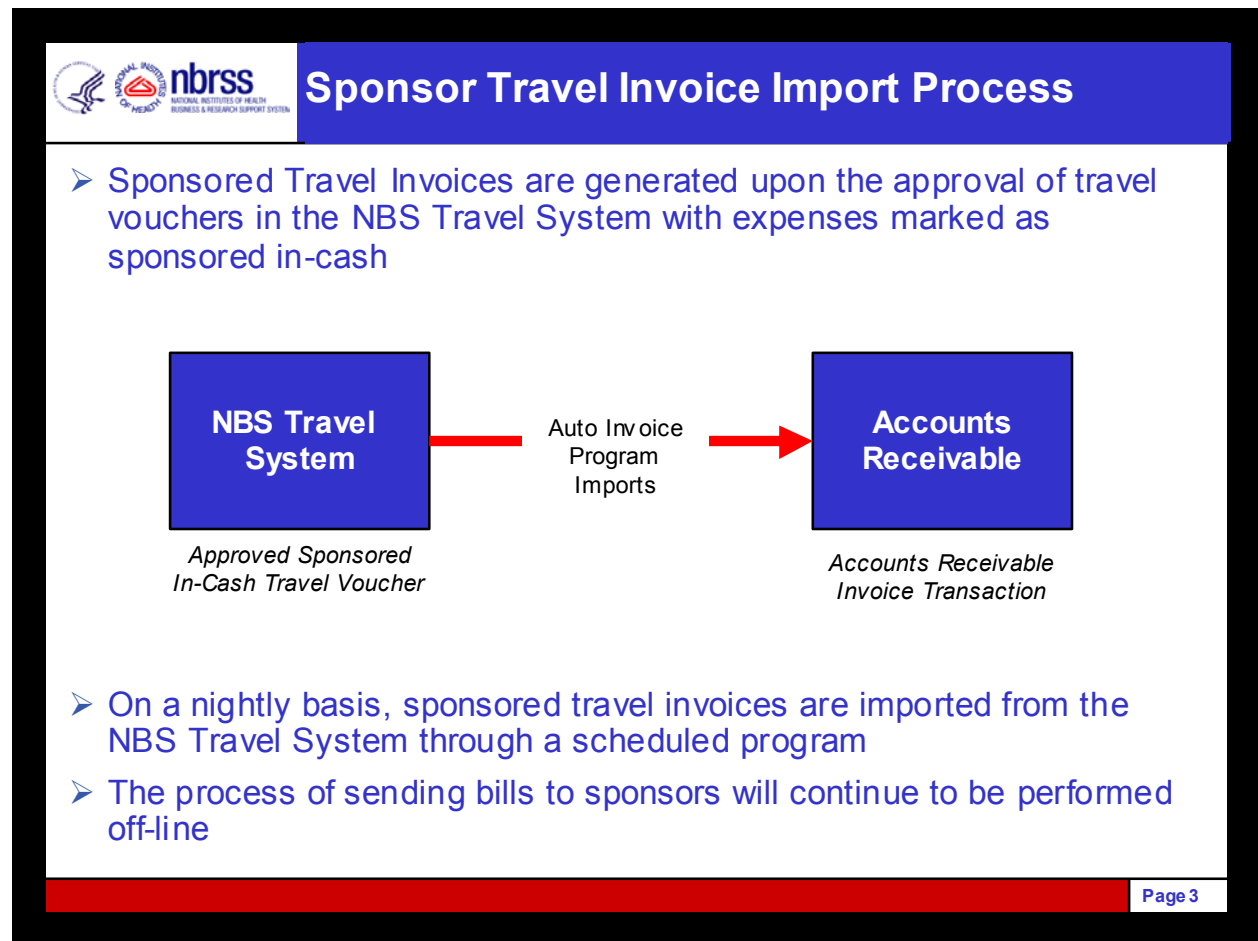 nbrss
NATIONAL INSTITUTES OF HEALTH
BUSINESS & RESEARCH SUPPORT SYSTEM
NATIONAL INSTITUTES
OF HEALTH
Sponsor Travel Invoice Import Process
➢ Sponsored Travel Invoices are generated upon the approval of travel
vouchers in the NBS Travel System with expenses marked as
sponsored in-cash
NBS Travel
System
Auto Invoice
Program
Imports
Accounts
Receivable
Approved Sponsored
In-Cash Travel Voucher
Accounts Receivable
Invoice Transaction
➢ On a nightly basis, sponsored travel invoices are imported from the
NBS Travel System through a scheduled program
➢ The process of sending bills to sponsors will continue to be performed
off-line
Page 3